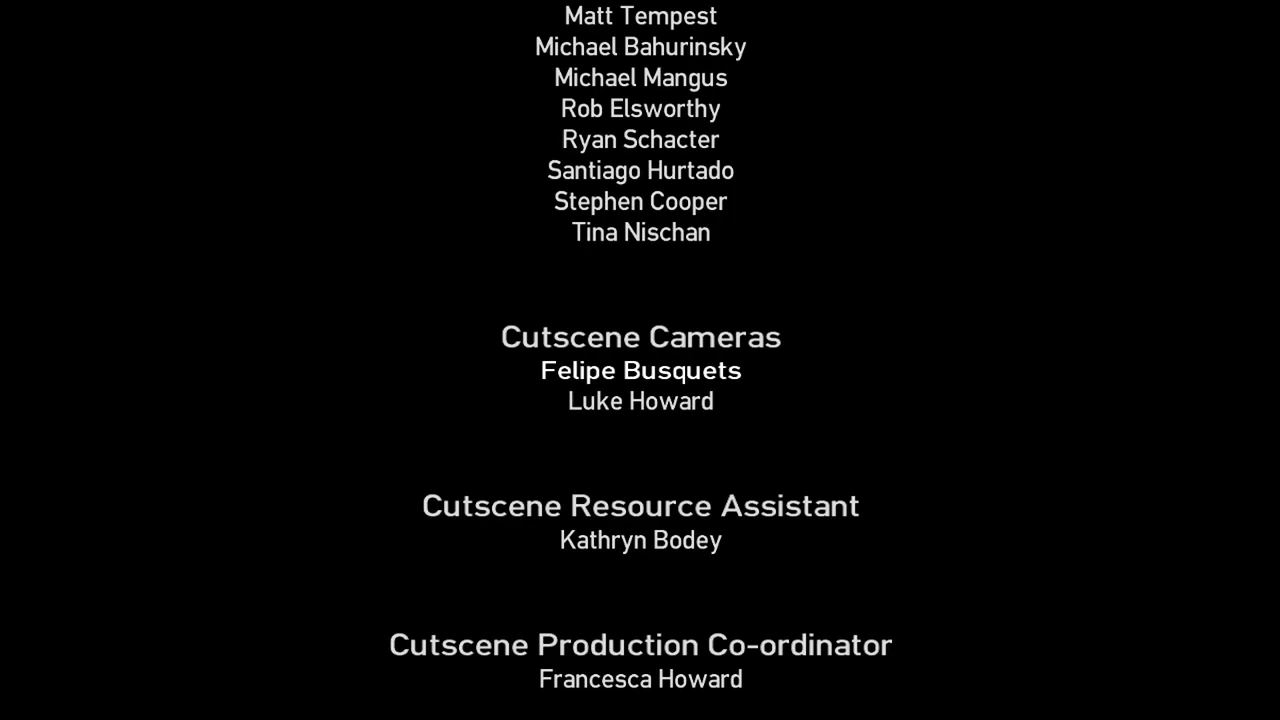 Matt Tempest
Michael Bahurinsky
Michael Mangus
Rob Elsworthy
Ryan Schacter
Santiago Hurtado
Stephen Cooper
Tina Nischan
Cutscene Cameras
Felipe Busquets
Luke Howard
Cutscene Resource Assistant
Kathryn Bodey
Cutscene Production Co-ordinator
Francesca Howard